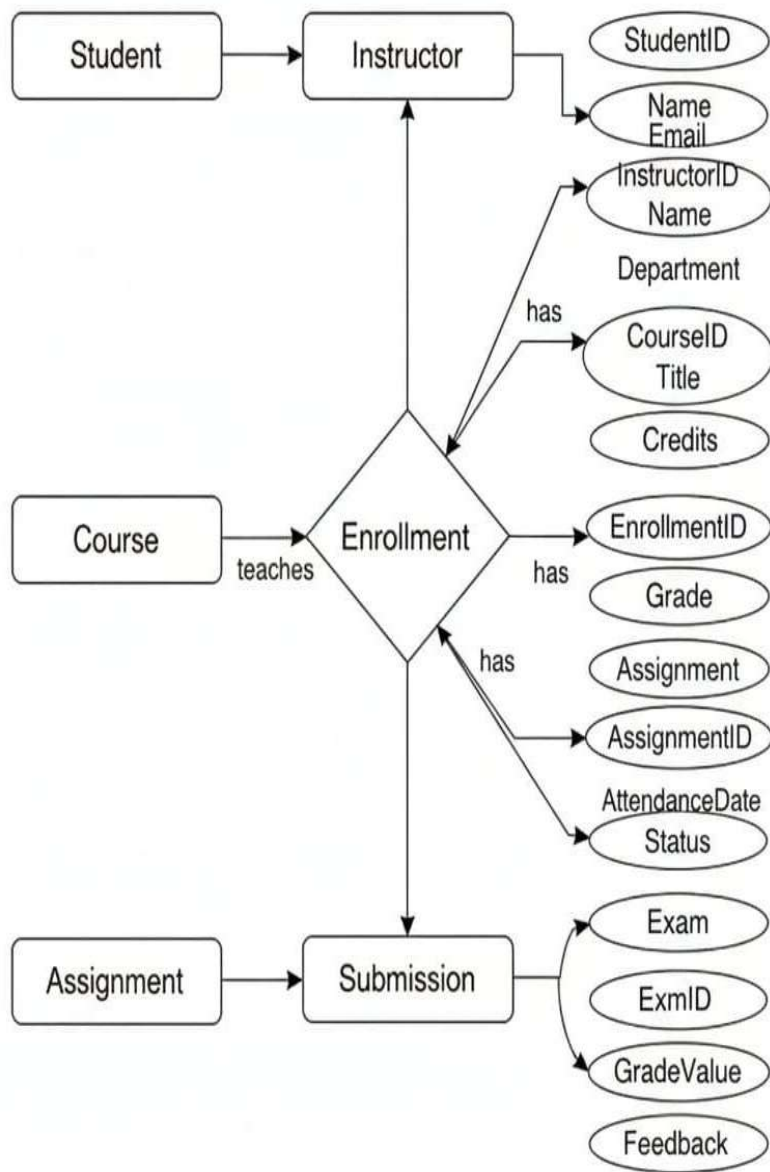 Student
Instructor
StudentID
Name
Email
InstructorID
Name
Department
has
CourseID
Title
Credits
Course
teaches
Enrollment
has
EnrollmentID
Grade
has
Assignment
AssignmentID
AttendanceDate
Status
Assignment
Submission
Exam
ExmID
GradeValue
Feedback